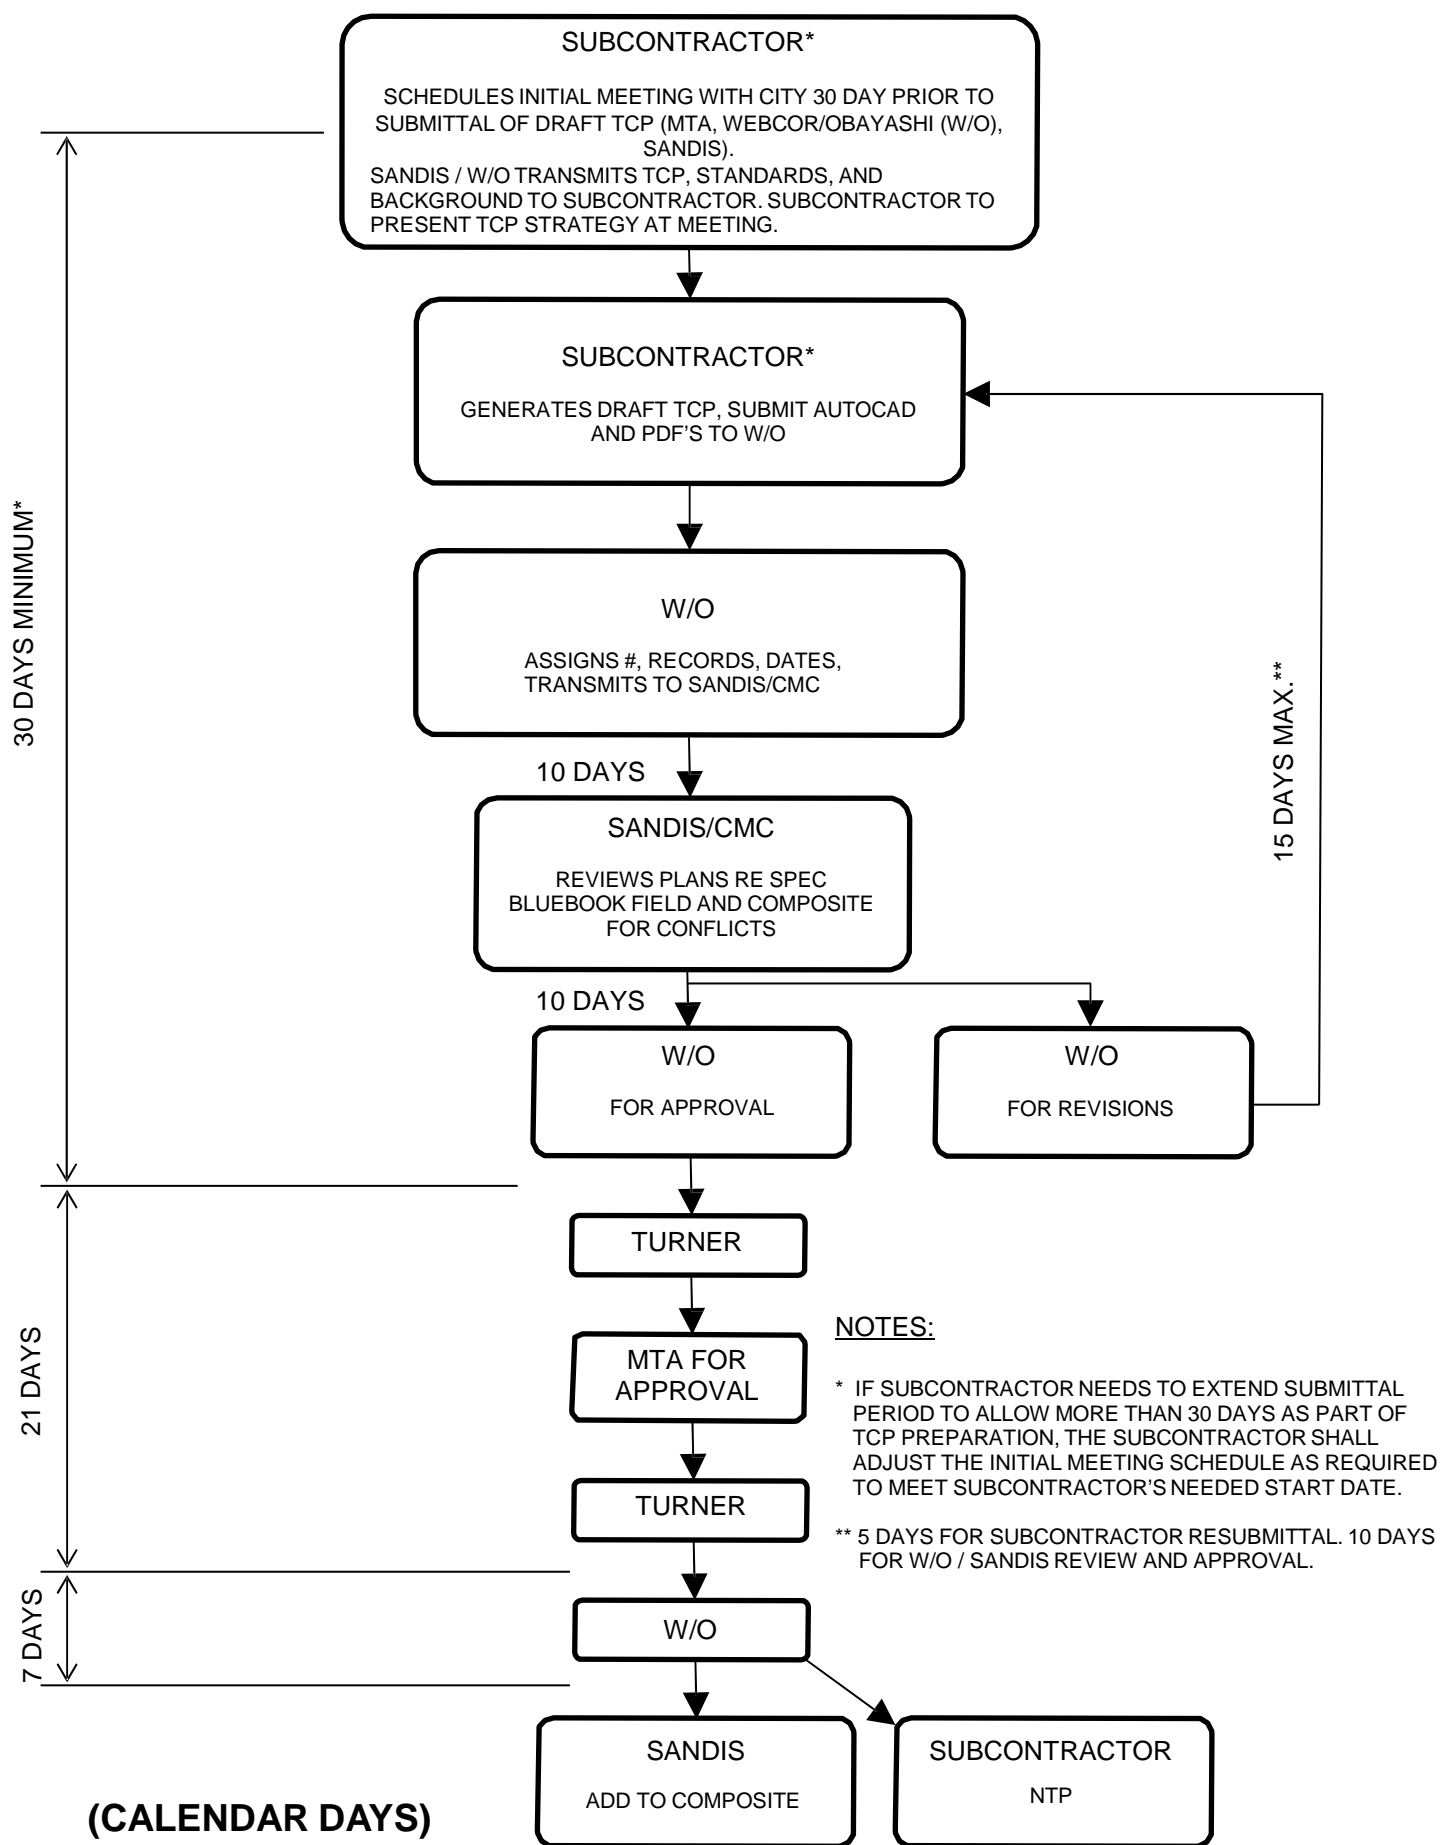 SUBCONTRACTOR*
SCHEDULES INITIAL MEETING WITH CITY 30 DAY PRIOR TO
SUBMITTAL OF DRAFT TCP (MTA, WEBCOR/OBAYASHI (W/O),
SANDIS).
SANDIS / W/O TRANSMITS TCP, STANDARDS, AND
BACKGROUND TO SUBCONTRACTOR. SUBCONTRACTOR TO
PRESENT TCP STRATEGY AT MEETING.
SUBCONTRACTOR*
GENERATES DRAFT TCP, SUBMIT AUTOCAD
AND PDF'S TO W/O
30 DAYS MINIMUM*
W/O
ASSIGNS #, RECORDS, DATES,
TRANSMITS TO SANDIS/CMC
15 DAYS MAX.**
10 DAYS
SANDIS/CMC
REVIEWS PLANS RE SPEC
BLUEBOOK FIELD AND COMPOSITE
FOR CONFLICTS
10 DAYS
W/O
FOR APPROVAL
W/O
FOR REVISIONS
21 DAYS
TURNER
MTA FOR
APPROVAL
TURNER
NOTES:
* IF SUBCONTRACTOR NEEDS TO EXTEND SUBMITTAL
PERIOD TO ALLOW MORE THAN 30 DAYS AS PART OF
TCP PREPARATION, THE SUBCONTRACTOR SHALL
ADJUST THE INITIAL MEETING SCHEDULE AS REQUIRED
TO MEET SUBCONTRACTOR'S NEEDED START DATE.
** 5 DAYS FOR SUBCONTRACTOR RESUBMITTAL. 10 DAYS
FOR W/O / SANDIS REVIEW AND APPROVAL.
7 DAYS
W/O
SANDIS
ADD TO COMPOSITE
SUBCONTRACTOR
NTP
(CALENDAR DAYS)